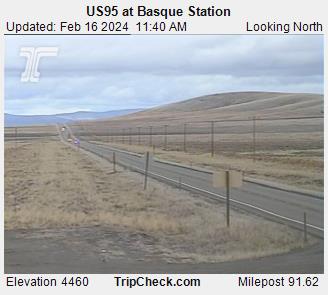 US95 at Basque Station
Updated: Feb 16 2024 11:40 AM Looking North
Elevation 4460 TripCheck.com Milepost 91.62